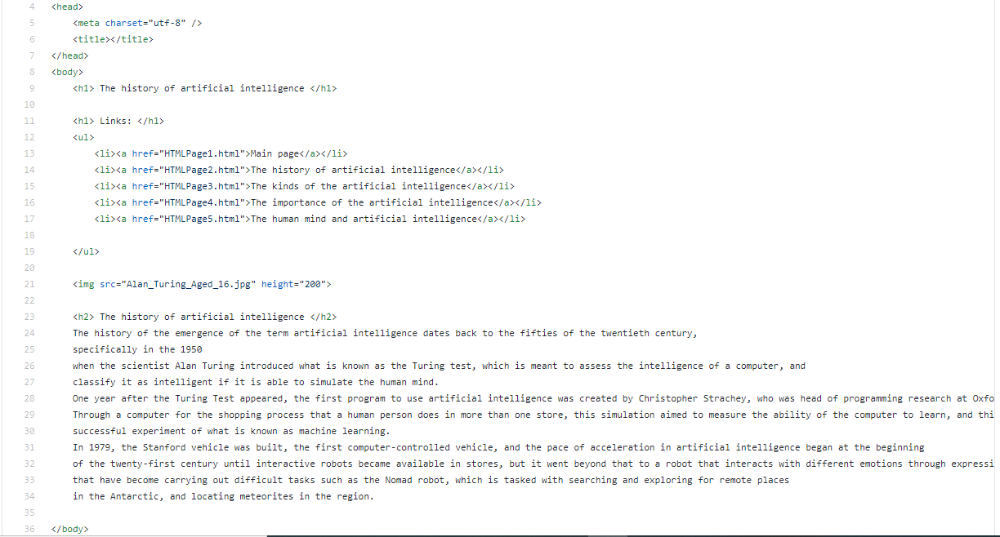 4 <head>
5 <meta charset="utf-8" />
6 <title></title>
7 </head>
8 <body>
9 <h1> The history of artificial intelligence </h1>
10
11 <h1> Links: </h1>
12 <ul>
13 <li><a href="HTMLPage1.html">Main page</a></li>
14 <li><a href="HTMLPage2.html">The history of artificial intelligence</a></li>
15 <li><a href="HTMLPage3.html">The kinds of the artificial intelligence</a></li>
16 <li><a href="HTMLPage4.html">The importance of the artificial intelligence</a></li>
17 <li><a href="HTMLPage5.html">The human mind and artificial intelligence</a></li>
18
19 </ul>
20
21 <img src="Alan_Turing_Aged_16.jpg" height="200">
22
23 <h2> The history of artificial intelligence </h2>
24 The history of the emergence of the term artificial intelligence dates back to the fifties of the twentieth century,
25 specifically in the 1950
26 when the scientist Alan Turing introduced what is known as the Turing test, which is meant to assess the intelligence of a computer, and
27 classify it as intelligent if it is able to simulate the human mind.
28 One year after the Turing Test appeared, the first program to use artificial intelligence was created by Christopher Strachey, who was head of programming research at Oxfo
29 Through a computer for the shopping process that a human person does in more than one store, this simulation aimed to measure the ability of the computer to learn, and thi
30 successful experiment of what is known as machine learning.
31 In 1979, the Stanford vehicle was built, the first computer-controlled vehicle, and the pace of acceleration in artificial intelligence began at the beginning
32 of the twenty-first century until interactive robots became available in stores, but it went beyond that to a robot that interacts with different emotions through expressi
33 that have become carrying out difficult tasks such as the Nomad robot, which is tasked with searching and exploring for remote places
34 in the Antarctic, and locating meteorites in the region.
35
36 </body>